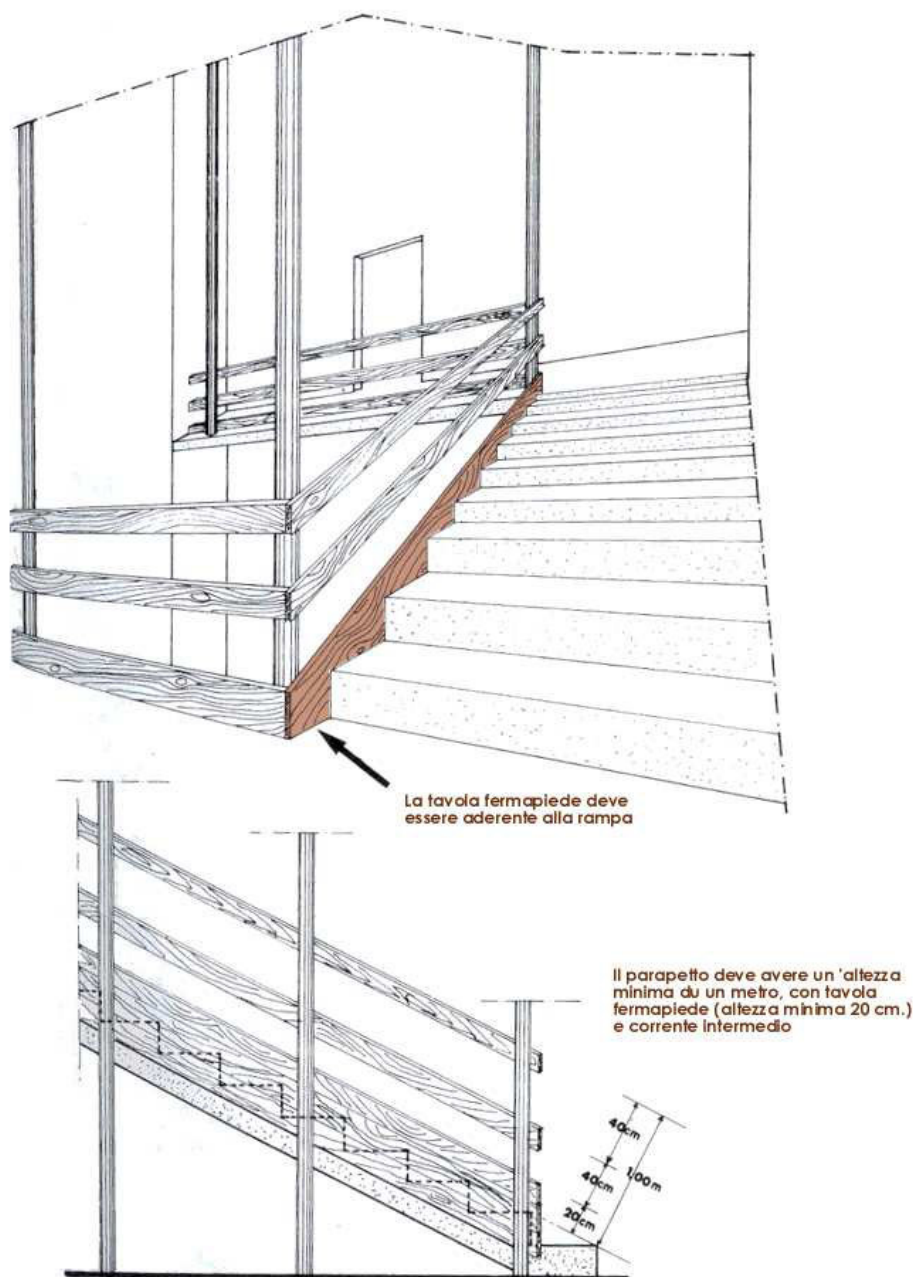 La tavola fermapiede deve
essere aderente alla rampa
Il parapetto deve avere un 'altezza
minima du un metro, con tavola
fermapiede (altezza minima 20 cm.)
e corrente intermedio
40cm
40cm
1,00 m
20cm